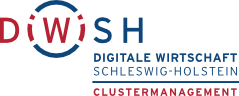 DiWiSH
DIGITALE WIRTSCHAFT
SCHLESWIG-HOLSTEIN
CLUSTERMANAGEMENT